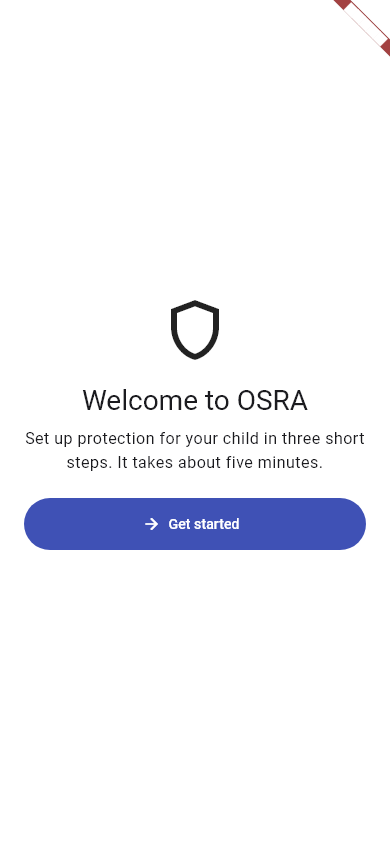 Welcome to OSRA
Set up protection for your child in three short
steps. It takes about five minutes.
Get started